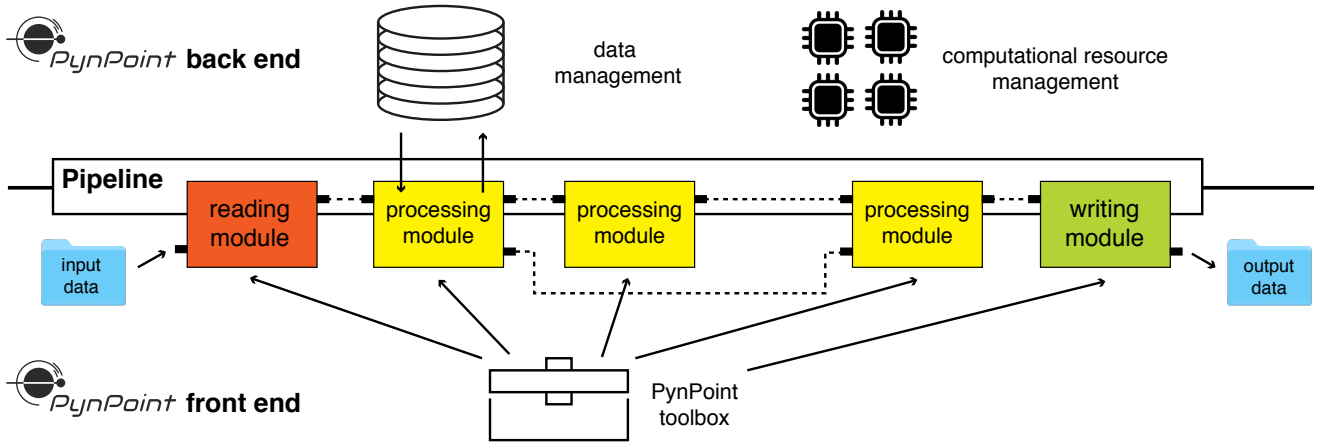 PynPoint back end
data
management
computational resource
management
Pipeline
reading
module
processing
module
processing
module
processing
module
writing
module
input
data
output
data
PynPoint front end
PynPoint
toolbox